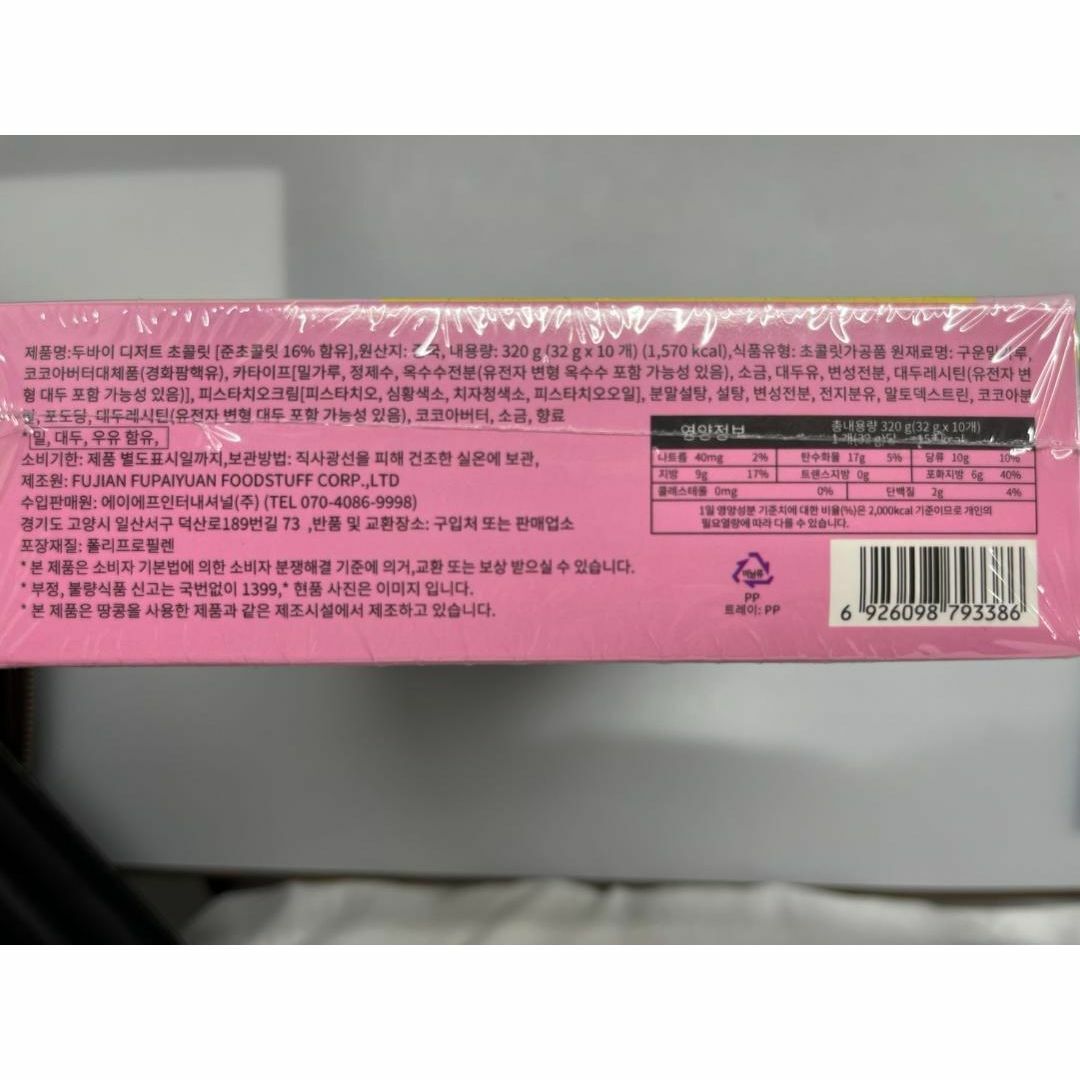 제품명:두바이 디저트 초콜릿 [준초콜릿 16% 함유],원산지: 중국, 내용량: 320 g (32 g x 10 개) (1,570 kcal),식품유형: 초콜릿가공품 원재료명: 구운밀가루,
코코아버터대체품(경화팜핵유), 카타이프[밀가루, 정제수, 옥수수전분(유전자 변형 옥수수 포함 가능성 있음), 소금, 대두유, 변성전분, 대두레시틴(유전자 변
형 대두 포함 가능성 있음)], 피스타치오크림[피스타치오, 심황색소, 치자청색소, 피스타치오오일], 분말설탕, 설탕, 변성전분, 전지분유, 말토덱스트린, 코코아분
말, 포도당, 대두레시틴(유전자 변형 대두 포함 가능성 있음), 코코아버터, 소금, 향료
*밀, 대두, 우유 함유,
소비기한: 제품 별도표시일까지,보관방법: 직사광선을 피해 건조한 실온에 보관,
제조원: FUJIAN FUPAIYUAN FOODSTUFF CORP.,LTD
수입판매원: 에이에프인터내셔널(주) (TEL 070-4086-9998)
경기도 고양시 일산서구 덕산로189번길 73 ,반품 및 교환장소: 구입처 또는 판매업소
포장재질: 폴리프로필렌
* 본 제품은 소비자 기본법에 의한 소비자 분쟁해결 기준에 의거,교환 또는 보상 받으실 수 있습니다.
* 부정, 불량식품 신고는 국번없이 1399,* 현품 사진은 이미지 입니다.
* 본 제품은 땅콩을 사용한 제품과 같은 제조시설에서 제조하고 있습니다.
영양정보 총내용량 320 g (32 g x 10개)
1 개(32 g)당
나트륨 40mg 2% 탄수화물 17g 5% 당류 10g 10%
지방 9g 17% 트랜스지방 0g 포화지방 6g 40%
콜레스테롤 0mg 0% 단백질 2g 4%
1일 영양성분 기준치에 대한 비율(%)은 2,000kcal 기준이므로 개인의
필요열량에 따라 다를 수 있습니다.
비닐류
PP
트레이: PP
6 926098 793386